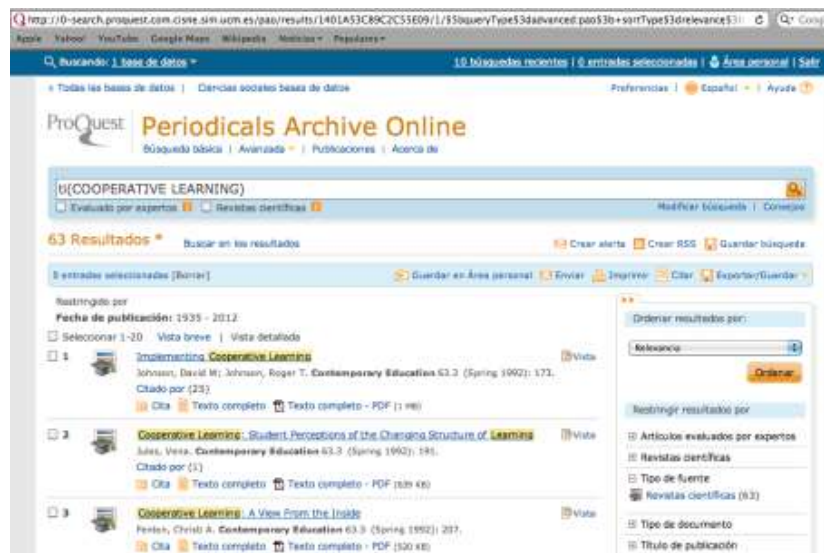 http://0-search.proquest.com.cisne.sim.ucm.es/pao/results/1401A53C89C2C55E09/1/
Apple Yahoo! YouTube Google Maps Wikipedia Noticias Populares
Buscando: 1 base de datos
10 búsquedas recientes | 0 entradas seleccionadas | Área personal | Salir
« Todas las bases de datos | Ciencias sociales bases de datos
Preferencias | Español | Ayuda
ProQuest
Periodicals Archive Online
Búsqueda básica | Avanzada | Publicaciones | Acerca de
ti(COOPERATIVE LEARNING)
Evaluado por expertos Revistas científicas
Modificar búsqueda | Consejos
63 Resultados * Buscar en los resultados
Crear alerta Crear RSS Guardar búsqueda
0 entradas seleccionadas [Borrar]
Guardar en Área personal Enviar Imprimir Citar Exportar/Guardar
Restringido por
Fecha de publicación: 1935 - 2012
Seleccionar 1-20 Vista breve | Vista detallada
1 Implementing Cooperative Learning Vista
Johnson, David W; Johnson, Roger T. Contemporary Education 63.3 (Spring 1992): 173.
Citado por (25)
Cita Texto completo Texto completo - PDF (1 MB)
2 Cooperative Learning: Student Perceptions of the Changing Structure of Learning Vista
Jules, Vena. Contemporary Education 63.3 (Spring 1992): 191.
Citado por (1)
Cita Texto completo Texto completo - PDF
3 Cooperative Learning: A View From the Inside Vista
Fenton, Christi A. Contemporary Education 63.3 (Spring 1992): 207.
Cita Texto completo Texto completo - PDF (520 KB)
Ordenar resultados por:
Relevancia
Ordenar
Restringir resultados por
Artículos evaluados por expertos
Revistas científicas
Tipo de fuente
Revistas científicas (63)
Tipo de documento
Título de publicación